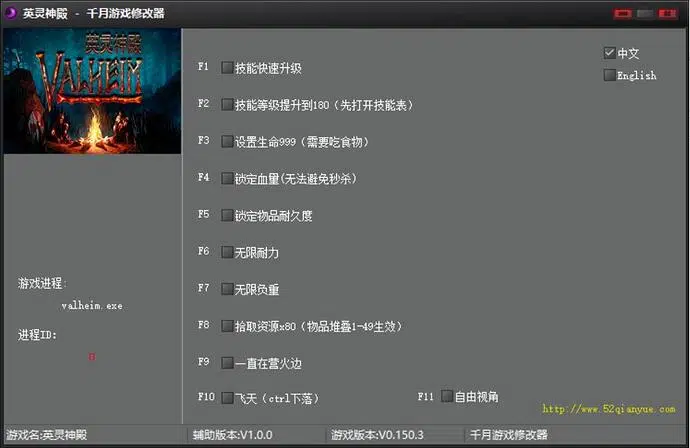 英灵神殿 - 千月游戏修改器
英灵神殿
VALHEIM
游戏进程:
valheim.exe
进程ID:
0
F1 技能快速升级
F2 技能等级提升到180（先打开技能表）
F3 设置生命999（需要吃食物）
F4 锁定血量(无法避免秒杀）
F5 锁定物品耐久度
F6 无限耐力
F7 无限负重
F8 拾取资源x80（物品堆叠1-49生效）
F9 一直在营火边
F10 飞天（ctrl下落） F11 自由视角
中文
English
http://www.52qianyue.com
游戏名:英灵神殿 辅助版本:V1.0.0 游戏版本:V0.150.3 千月游戏修改器